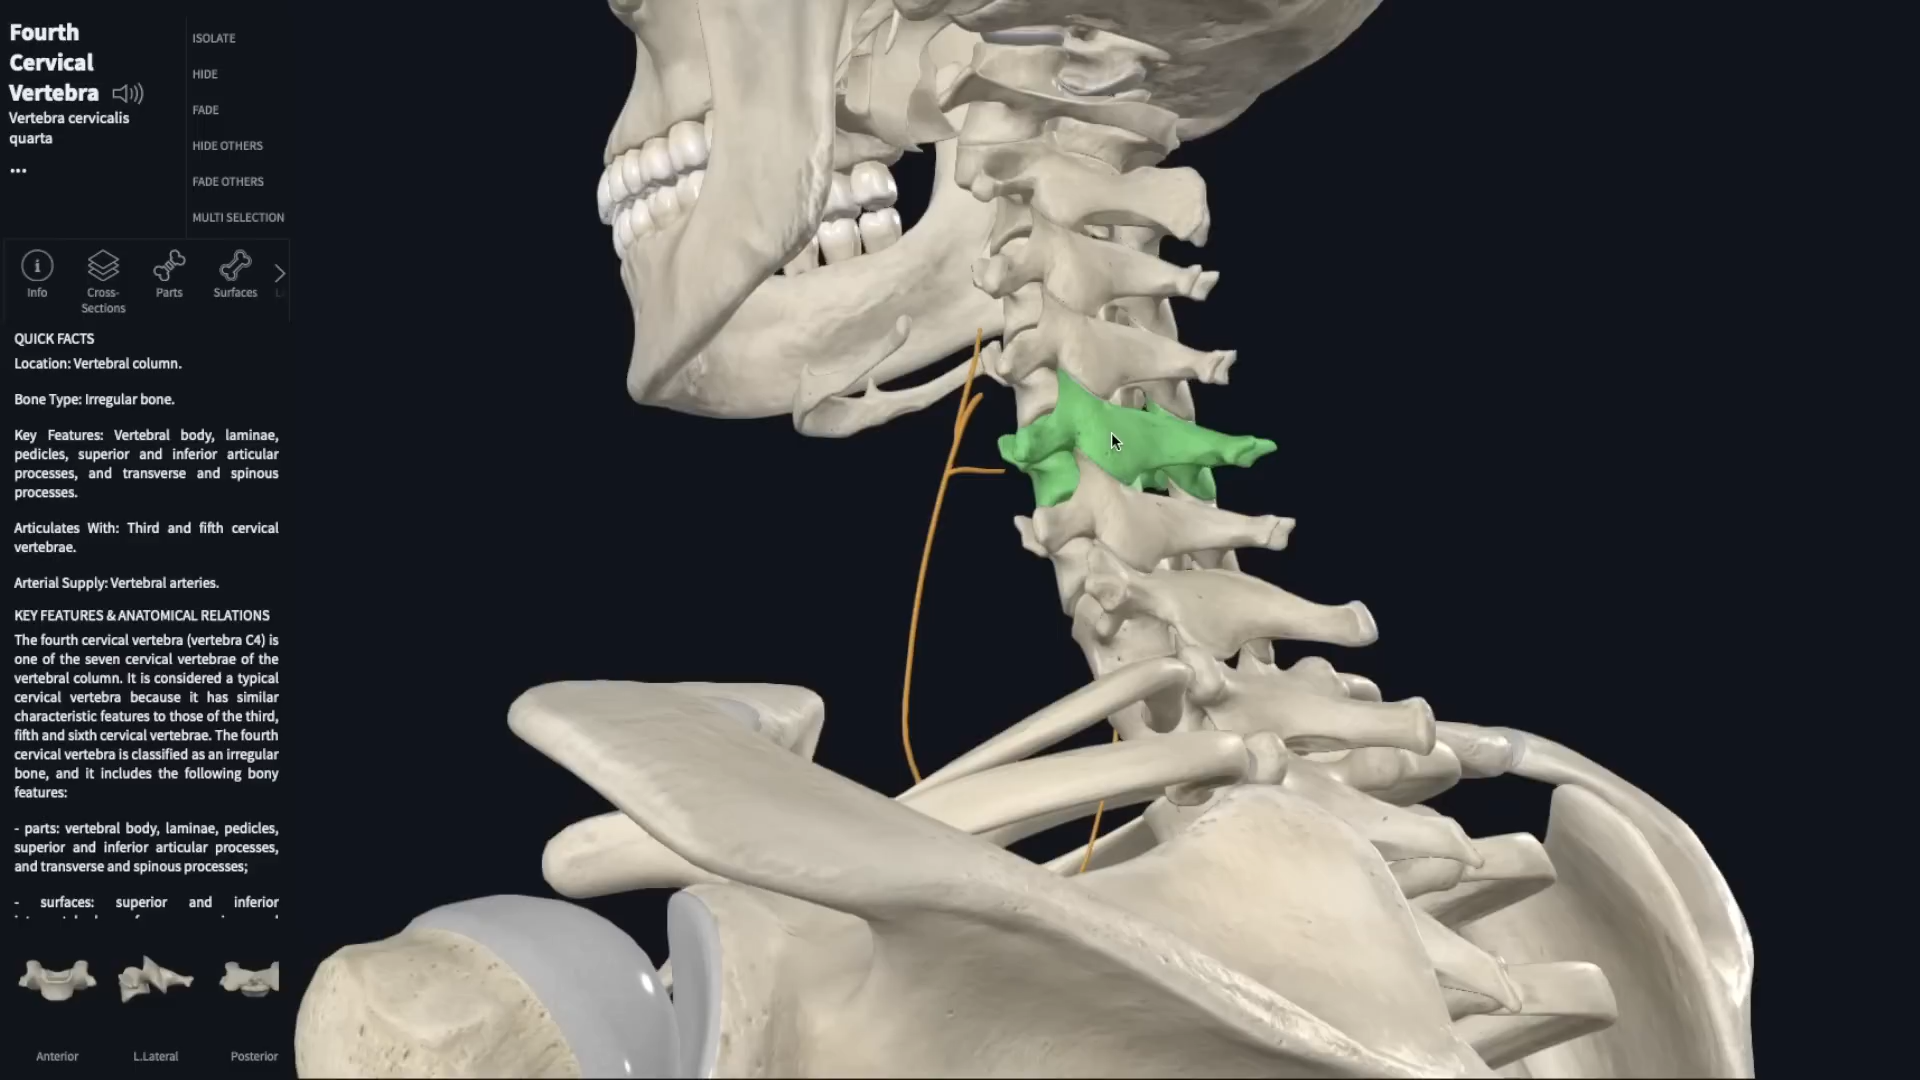 Fourth
Cervical
Vertebra
Vertebra cervicalis
quarta
...
ISOLATE
HIDE
FADE
HIDE OTHERS
FADE OTHERS
MULTI SELECTION
Info
Cross-
Sections
Parts
Surfaces
QUICK FACTS
Location: Vertebral column.
Bone Type: Irregular bone.
Key Features: Vertebral body, laminae,
pedicles, superior and inferior articular
processes, and transverse and spinous
processes.
Articulates With: Third and fifth cervical
vertebrae.
Arterial Supply: Vertebral arteries.
KEY FEATURES & ANATOMICAL RELATIONS
The fourth cervical vertebra (vertebra C4) is
one of the seven cervical vertebrae of the
vertebral column. It is considered a typical
cervical vertebra because it has similar
characteristic features to those of the third,
fifth and sixth cervical vertebrae. The fourth
cervical vertebra is classified as an irregular
bone, and it includes the following bony
features:
- parts: vertebral body, laminae, pedicles,
superior and inferior articular processes,
and transverse and spinous processes;
- surfaces: superior and inferior
Anterior
L.Lateral
Posterior